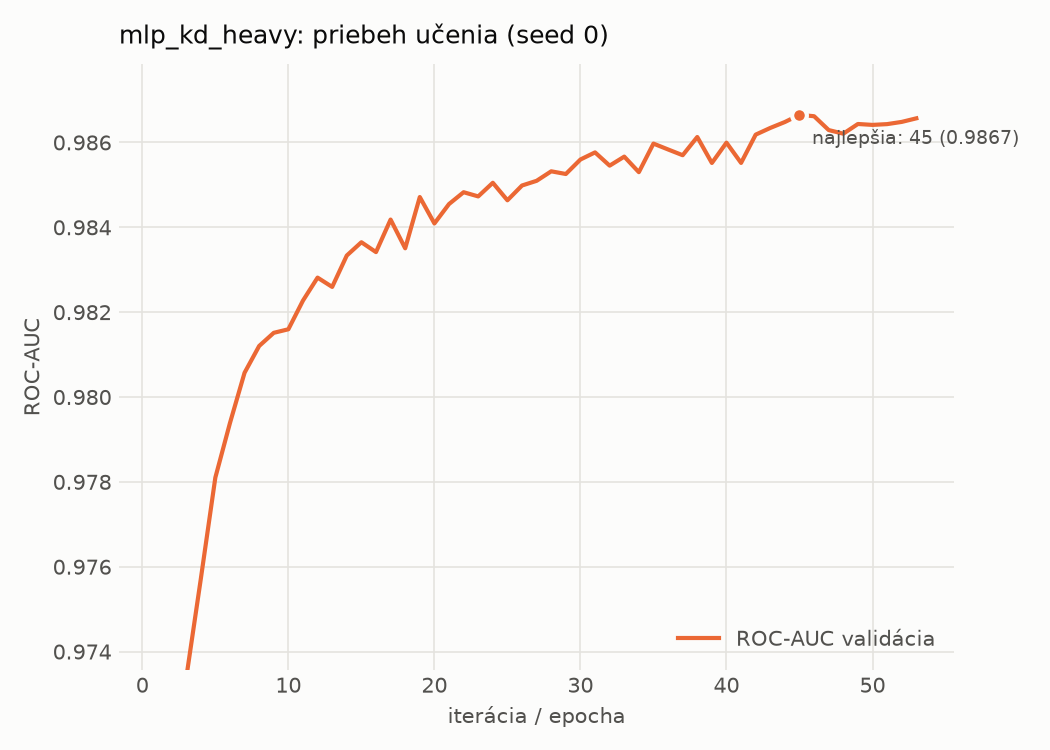 mlp_kd_heavy: priebeh učenia (seed 0)
najlepšia: 45 (0.9867)
0.986
0.984
0.982
0.980
0.978
0.976
0.974
ROC-AUC
ROC-AUC validácia
0 10 20 30 40 50
iterácia / epocha